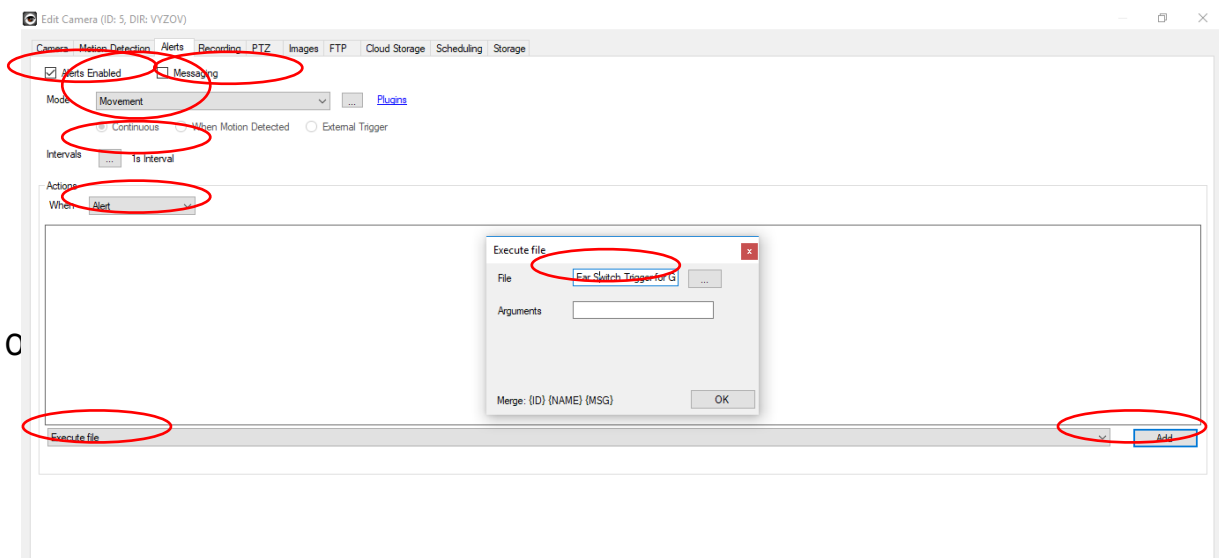 Edit Camera (ID: 5, DIR: VYZOV)
Camera Motion Detection Alerts Recording PTZ Images FTP Cloud Storage Scheduling Storage
Alerts Enabled Messaging
Mode Movement ... Plugins
Continuous When Motion Detected External Trigger
Intervals ... 1s Interval
Actions
When Alert
Execute file x
File Ear Switch Trigger for G ...
Arguments
O
Merge: {ID} {NAME} {MSG} OK
Execute file Add